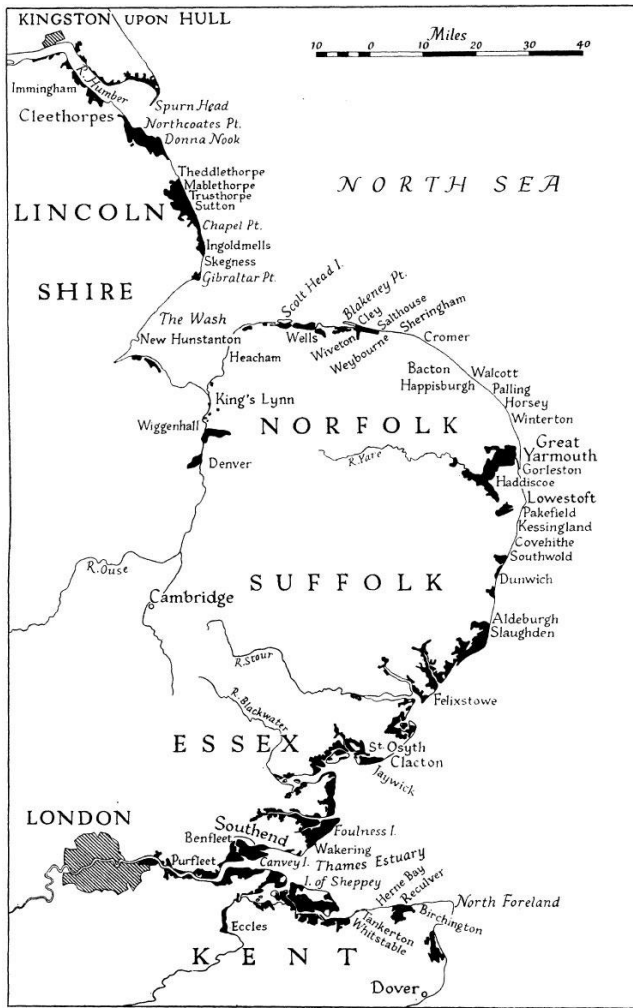 KINGSTON UPON HULL
Miles
10 0 10 20 30 40
R. Humber
Immingham
Spurn Head
Cleethorpes
Northcoates Pt.
Donna Nook
Theddlethorpe
Mablethorpe
Trusthorpe
Sutton
NORTH SEA
LINCOLN
Chapel Pt.
Ingoldmells
Skegness
Gibraltar Pt.
SHIRE
Scolt Head I.
Blakeney Pt.
Cley
Salthouse
Sheringham
The Wash
New Hunstanton
Wells
Wiveton
Weybourne
Cromer
Heacham
Bacton
Walcott
Happisburgh
Palling
Horsey
King's Lynn
Winterton
Wiggenhall
NORFOLK
Great
Yarmouth
R. Yare
Gorleston
Denver
Haddiscoe
Lowestoft
Pakefield
Kessingland
Covehithe
Southwold
R. Ouse
SUFFOLK
Dunwich
Cambridge
Aldeburgh
Slaughden
R. Stour
Felixstowe
R. Blackwater
ESSEX
St. Osyth
Clacton
Jaywick
LONDON
Southend
Foulness I.
Benfleet
Wakering
Purfleet
Canvey I.
Thames Estuary
I. of Sheppey
Herne Bay
Reculver
North Foreland
Birchington
Tankerton
Whitstable
Eccles
KENT
Dover